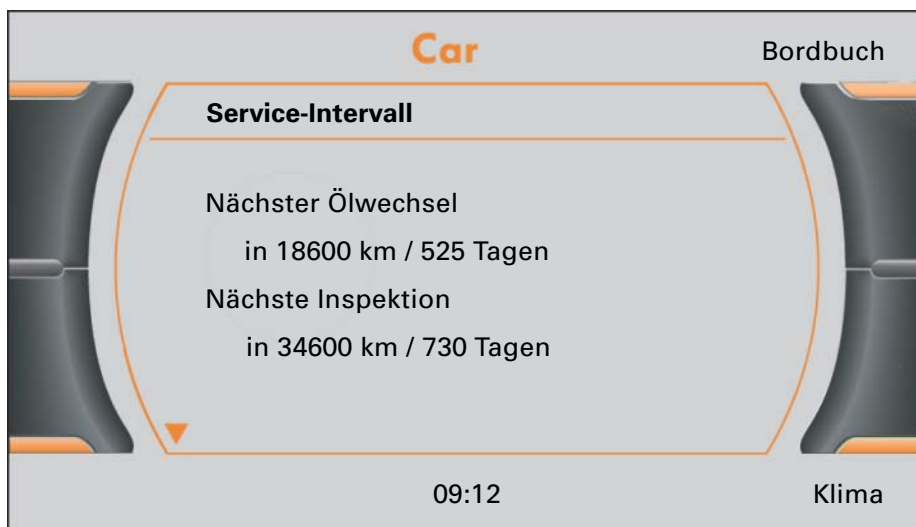 Car
Bordbuch
Service-Intervall
Nächster Ölwechsel
in 18600 km / 525 Tagen
Nächste Inspektion
in 34600 km / 730 Tagen
09:12
Klima